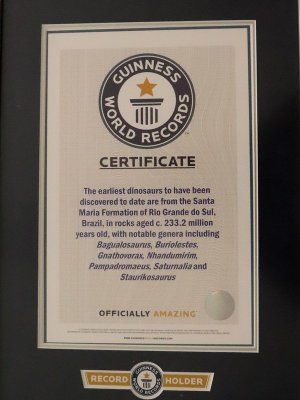 GUINNESS
WORLD RECORDS
CERTIFICATE
The earliest dinosaurs to have been
discovered to date are from the Santa
Maria Formation of Rio Grande do Sul,
Brazil, in rocks aged c. 233.2 million
years old, with notable genera including
Bagualosaurus, Buriolestes,
Gnathovorax, Nhandumirim,
Pampadromaeus, Saturnalia and
Staurikosaurus
OFFICIALLY AMAZING
RECORD
HOLDER